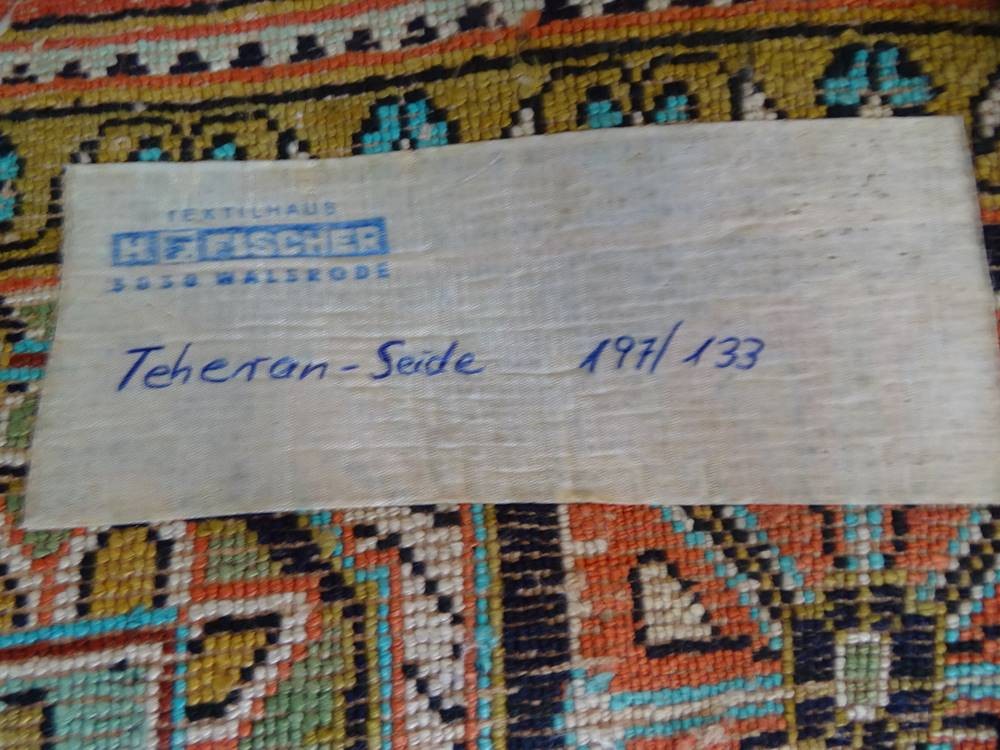 TEXTILHAUS
H FISCHER
3030 WALSRODE
Teheran-Seide 197/133